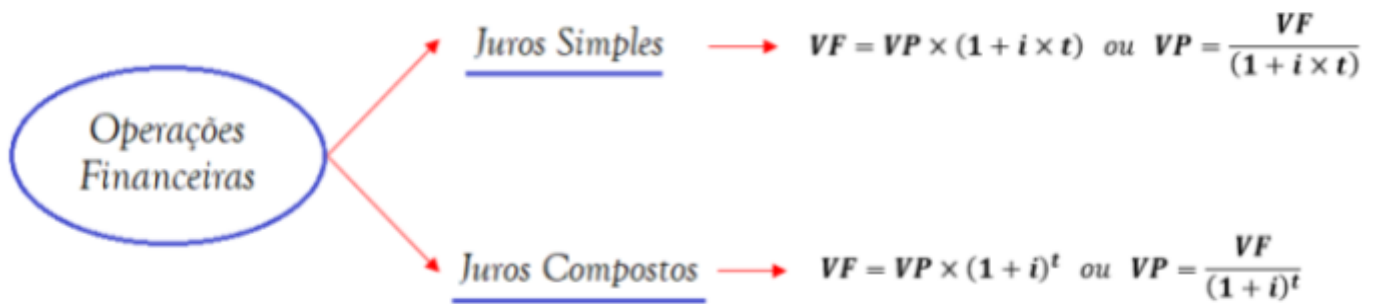 Juros Simples
VF = VP × (1 + i × t) ou VP = VF / (1 + i × t)
Operações
Financeiras
Juros Compostos
VF = VP × (1 + i)^t ou VP = VF / (1 + i)^t